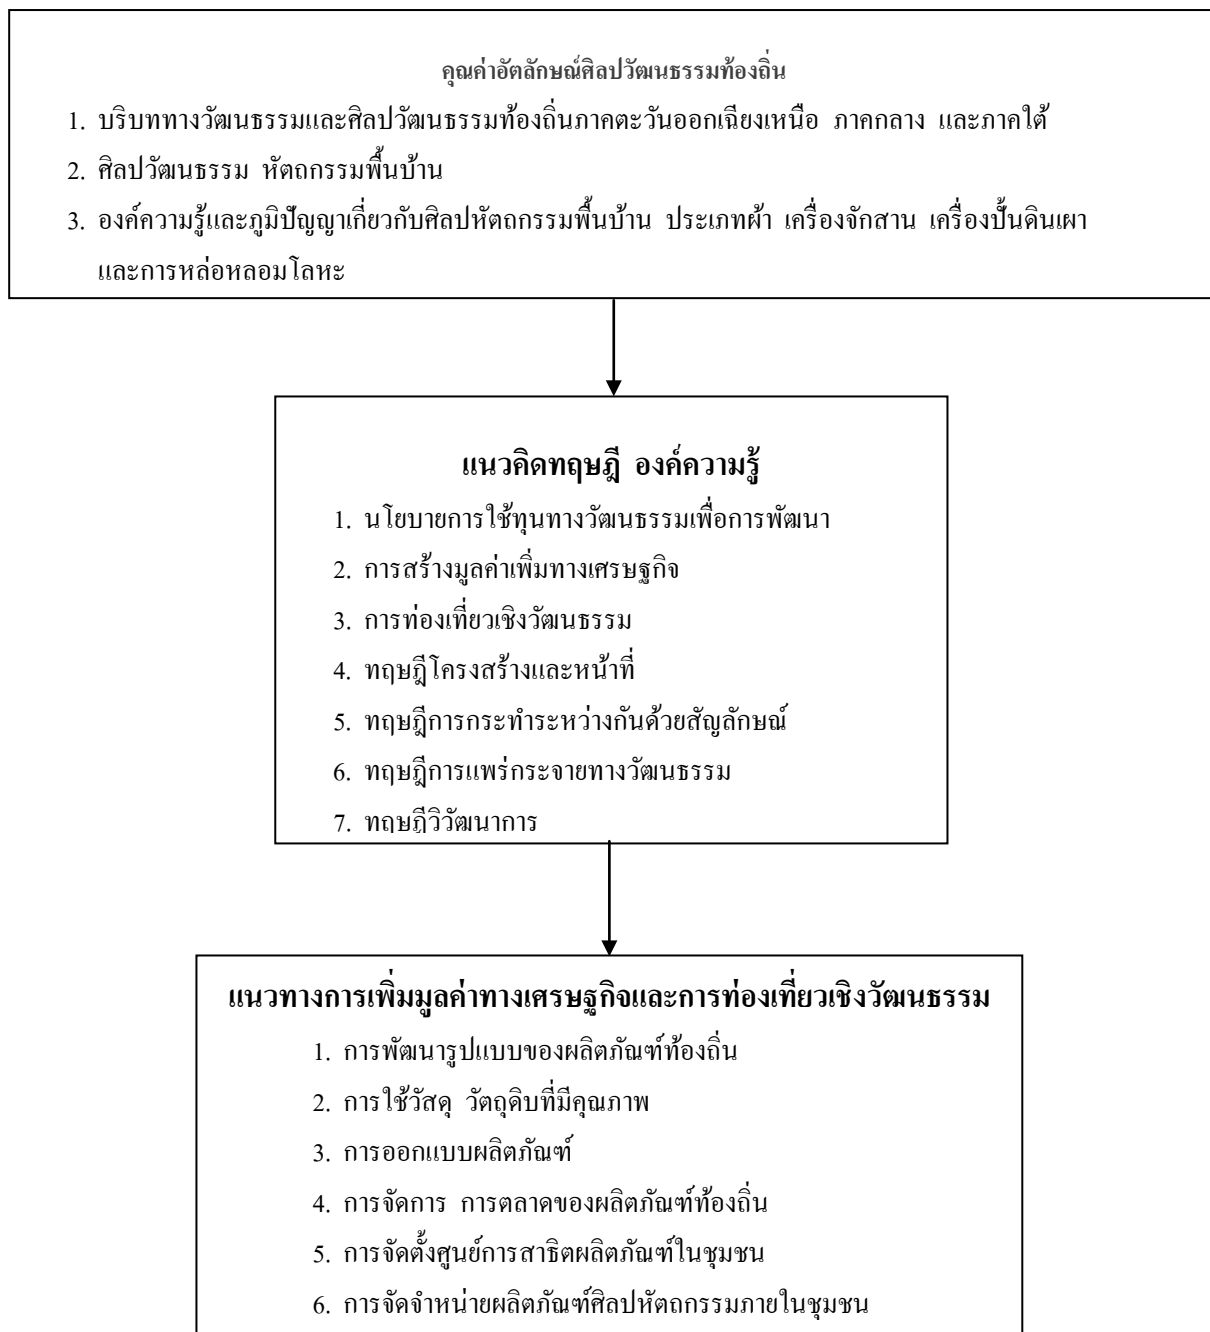 คุณค่าอัตลักษณ์ศิลปวัฒนธรรมท้องถิ่น
1. บริบททางวัฒนธรรมและศิลปวัฒนธรรมท้องถิ่นภาคตะวันออกเฉียงเหนือ ภาคกลาง และภาคใต้
2. ศิลปวัฒนธรรม หัตถกรรมพื้นบ้าน
3. องค์ความรู้และภูมิปัญญาเกี่ยวกับศิลปหัตถกรรมพื้นบ้าน ประเภทผ้า เครื่องจักสาน เครื่องปั้นดินเผา
และการหล่อหลอมโลหะ
แนวคิดทฤษฎี องค์ความรู้
1. นโยบายการใช้ทุนทางวัฒนธรรมเพื่อการพัฒนา
2. การสร้างมูลค่าเพิ่มทางเศรษฐกิจ
3. การท่องเที่ยวเชิงวัฒนธรรม
4. ทฤษฎีโครงสร้างและหน้าที่
5. ทฤษฎีการกระทำระหว่างกันด้วยสัญลักษณ์
6. ทฤษฎีการแพร่กระจายทางวัฒนธรรม
7. ทฤษฎีวิวัฒนาการ
แนวทางการเพิ่มมูลค่าทางเศรษฐกิจและการท่องเที่ยวเชิงวัฒนธรรม
1. การพัฒนารูปแบบของผลิตภัณฑ์ท้องถิ่น
2. การใช้วัสดุ วัตถุดิบที่มีคุณภาพ
3. การออกแบบผลิตภัณฑ์
4. การจัดการ การตลาดของผลิตภัณฑ์ท้องถิ่น
5. การจัดตั้งศูนย์การสาธิตผลิตภัณฑ์ในชุมชน
6. การจัดจำหน่ายผลิตภัณฑ์ศิลปหัตถกรรมภายในชุมชน